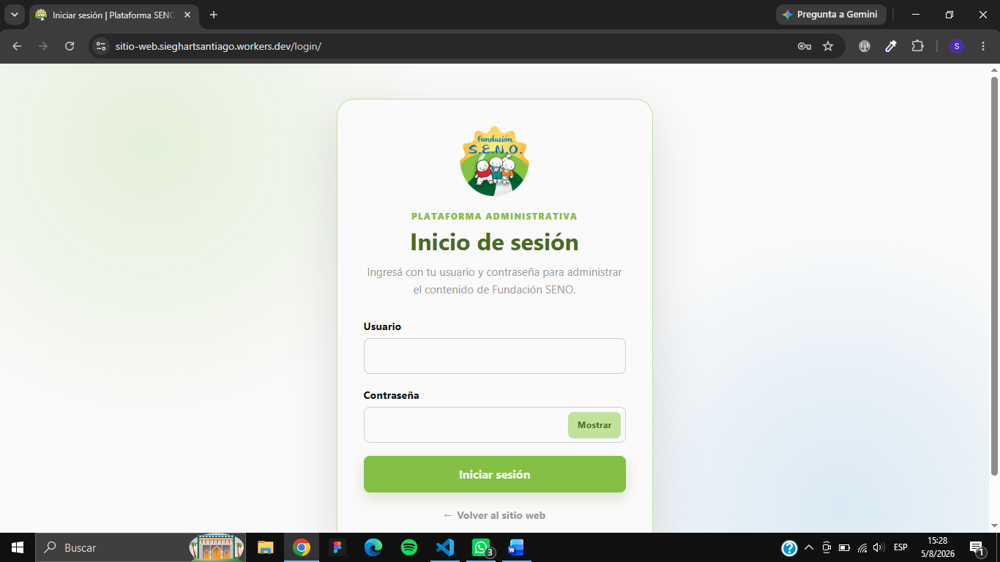 Iniciar sesión | Plataforma SENO
Pregunta a Gemini
sitio-web.sieghartsantiago.workers.dev/login/
S
fundación
S.E.N.O.
PLATAFORMA ADMINISTRATIVA
Inicio de sesión
Ingresá con tu usuario y contraseña para administrar
el contenido de Fundación SENO.
Usuario
Contraseña
Mostrar
Iniciar sesión
← Volver al sitio web
Buscar
3
W
ESP
15:28
5/8/2026
1